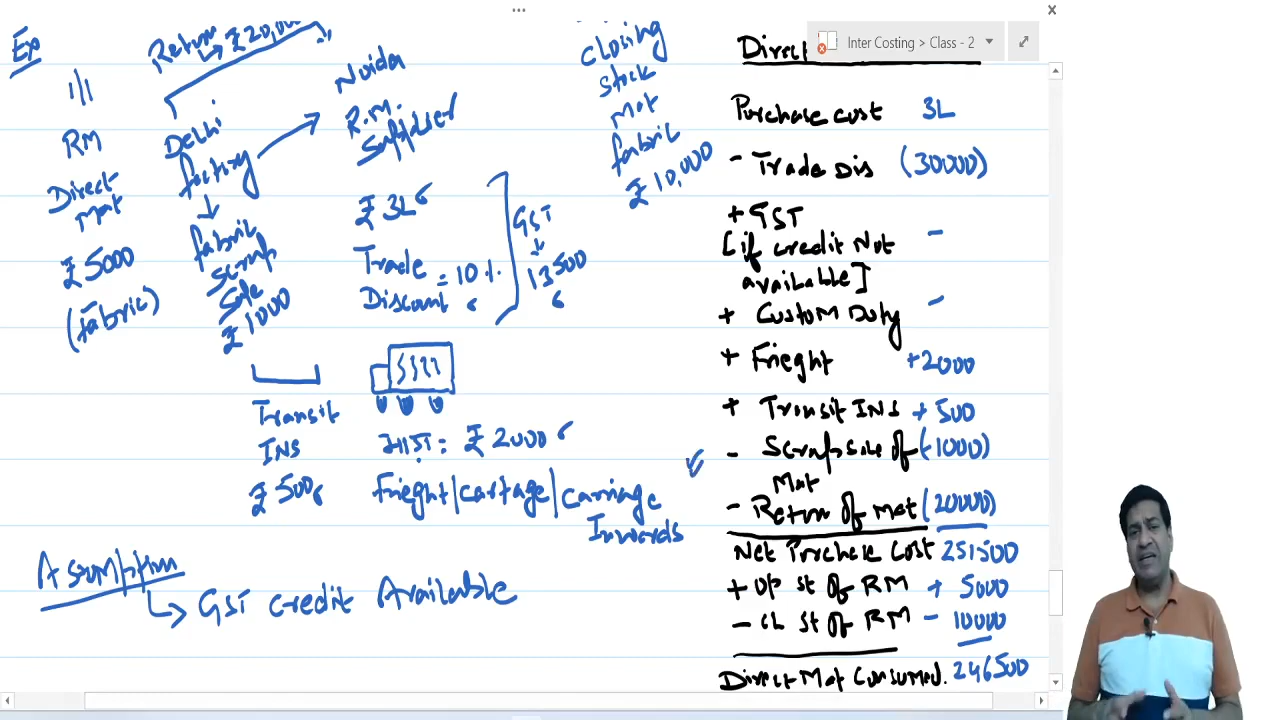 Ex
Return
↳ ₹20,000
1/1
RM
Direct
Mat
₹5000
(fabric)
Delhi
factory
↓
fabric
Scrap
Sale
₹1000
Noida
R.M.
Supplier
₹3L
Trade
Discount = 10%
GST
↓
13500
Closing
stock
Mat
fabric
₹10,000
Transit
INS
₹500
₹2000
Frieght/cartage/Carriage
Inwards
Asumption
↳ GST credit Available
Inter Costing > Class - 2
Direct
Purchase cost 3L
- Trade Dis (30000)
+ GST
[if credit Not –
available]
+ Custom Duty –
+ Frieght +2000
+ Transit INS + 500
- Scrap sale of (-1000)
Mat
- Return of Mat (20000)
Net Purchase Cost 251500
+ Op st of RM + 5000
- Cl st of RM - 10000
Direct Mat Consumed. 246500